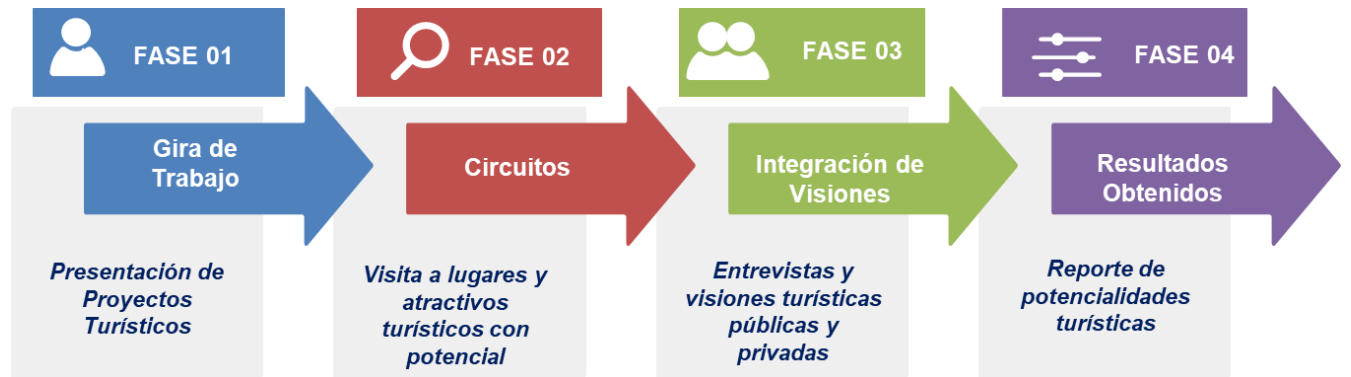 FASE 01
Gira de
Trabajo
Presentación de
Proyectos
Turísticos
FASE 02
Circuitos
Visita a lugares y
atractivos
turísticos con
potencial
FASE 03
Integración de
Visiones
Entrevistas y
visiones turísticas
públicas y
privadas
FASE 04
Resultados
Obtenidos
Reporte de
potencialidades
turísticas